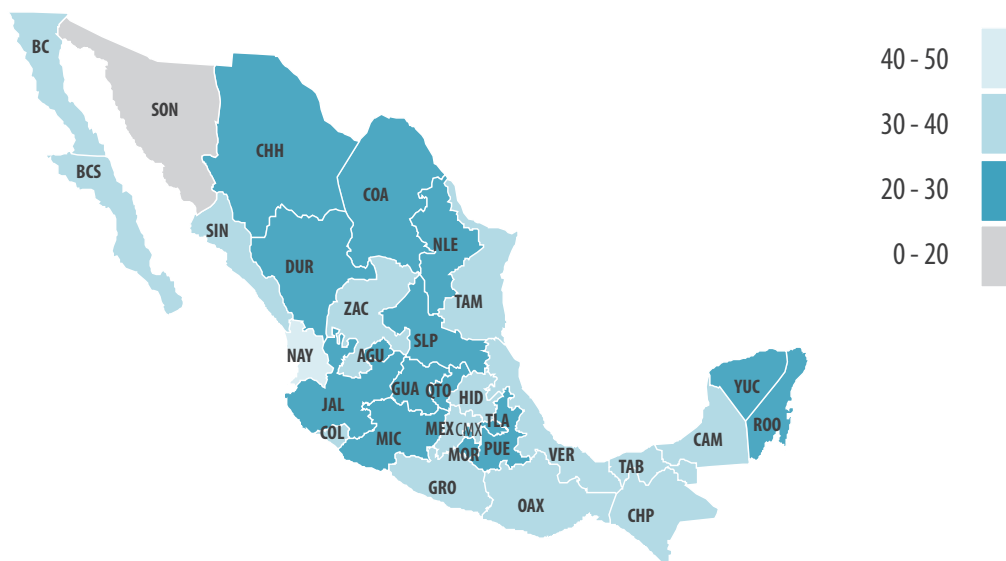 BC
40 - 50
SON
30 - 40
CHH
BCS
20 - 30
COA
SIN
NLE
0 - 20
DUR
TAM
ZAC
SLP
NAY
AGU
YUC
GUA
QTO
HID
JAL
TLA
ROO
COL
MIC
MEX
CMX
CAM
MOR
PUE
VER
TAB
GRO
OAX
CHP